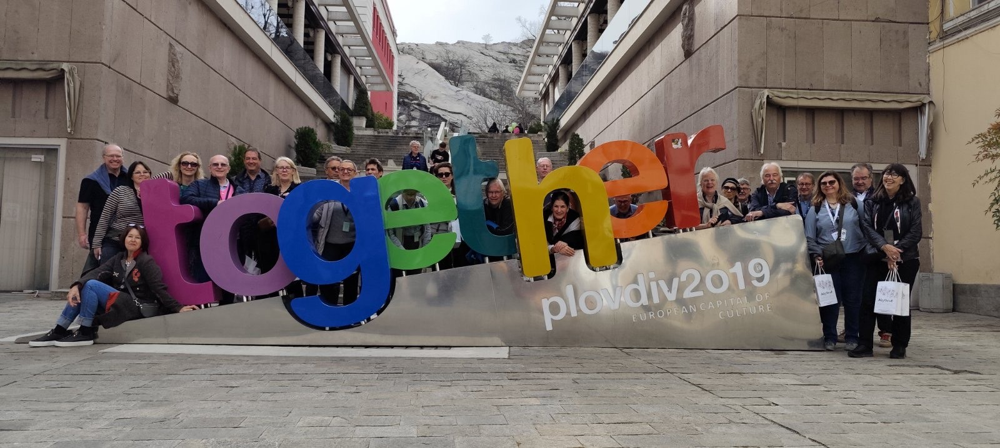 together
plovdiv2019
EUROPEAN CAPITAL OF
CULTURE